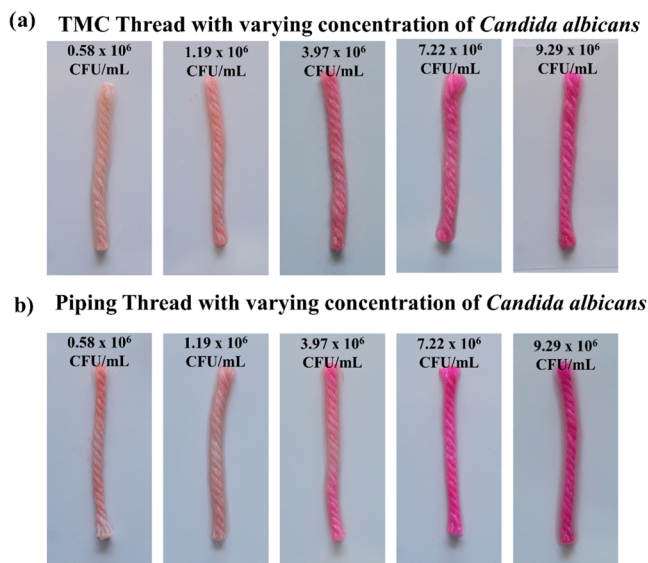 (a) TMC Thread with varying concentration of Candida albicans
0.58 x 10⁶ CFU/mL
1.19 x 10⁶ CFU/mL
3.97 x 10⁶ CFU/mL
7.22 x 10⁶ CFU/mL
9.29 x 10⁶ CFU/mL
b) Piping Thread with varying concentration of Candida albicans
0.58 x 10⁶ CFU/mL
1.19 x 10⁶ CFU/mL
3.97 x 10⁶ CFU/mL
7.22 x 10⁶ CFU/mL
9.29 x 10⁶ CFU/mL